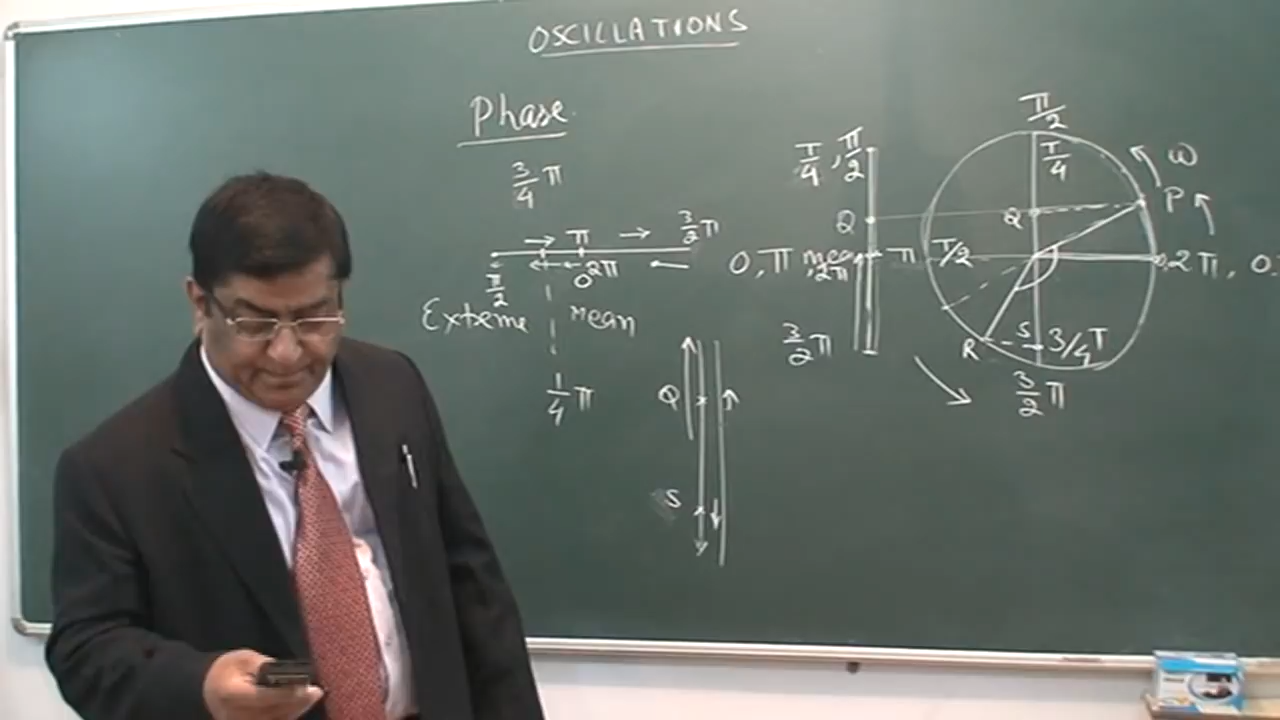 OSCILLATIONS
Phase
3/4 π
π
3/2 π
π/2
0
2π
Exteme
mean
1/4 π
Q
S
T/4, π/2
Q
0, π mean
, 2π
3/2 π
π/2
T/4
ω
P
Q
π
T/2
2π, 0
R
S
3/4 T
3/2 π